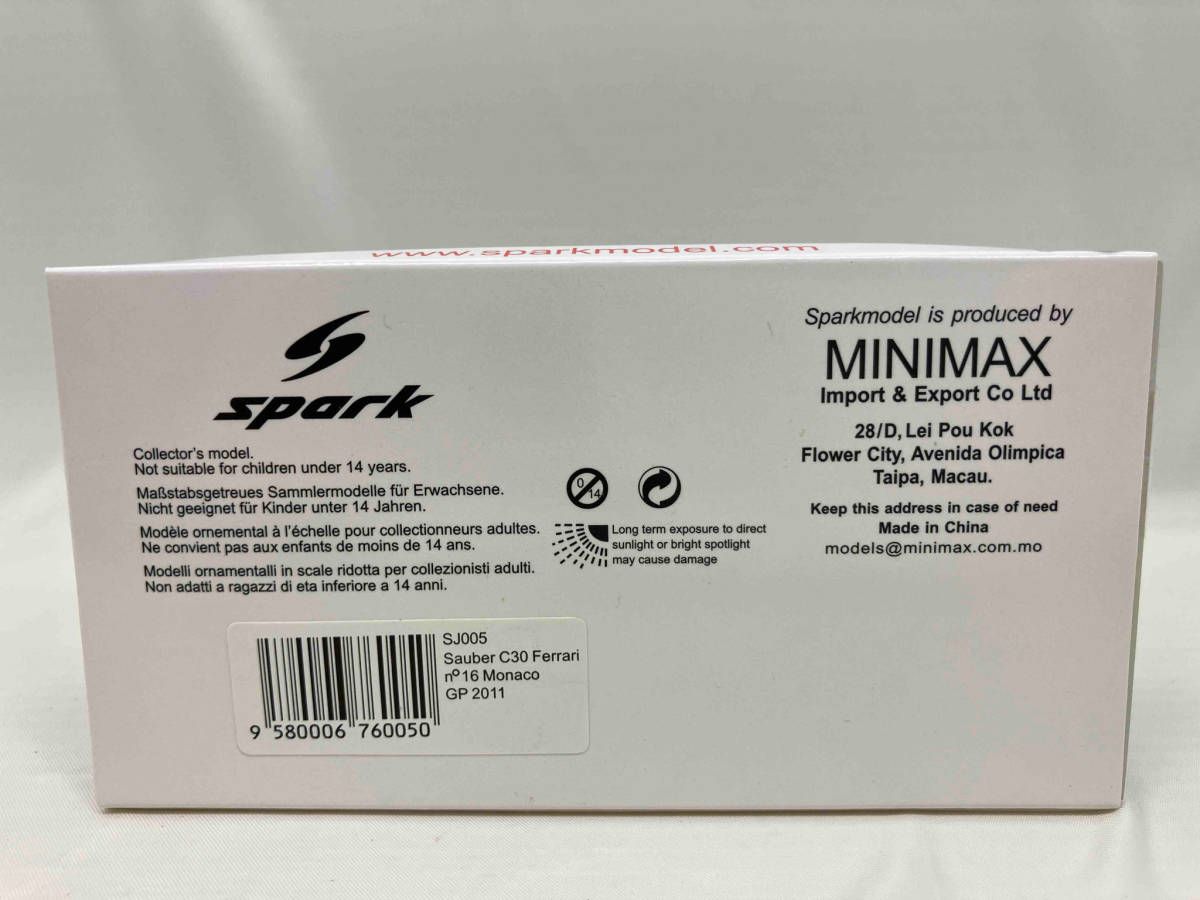 www.sparkmodel.com
spark
Collector's model.
Not suitable for children under 14 years.
Maßstabsgetreues Sammlermodelle für Erwachsene.
Nicht geeignet für Kinder unter 14 Jahren.
Modèle ornemental à l'échelle pour collectionneurs adultes.
Ne convient pas aux enfants de moins de 14 ans.
Modelli ornamentalli in scale ridotta per collezionisti adulti.
Non adatti a ragazzi di eta inferiore a 14 anni.
0
14
Long term exposure to direct
sunlight or bright spotlight
may cause damage
Sparkmodel is produced by
MINIMAX
Import & Export Co Ltd
28/D, Lei Pou Kok
Flower City, Avenida Olimpica
Taipa, Macau.
Keep this address in case of need
Made in China
models@minimax.com.mo
SJ005
Sauber C30 Ferrari
nº16 Monaco
GP 2011
9 580006 760050